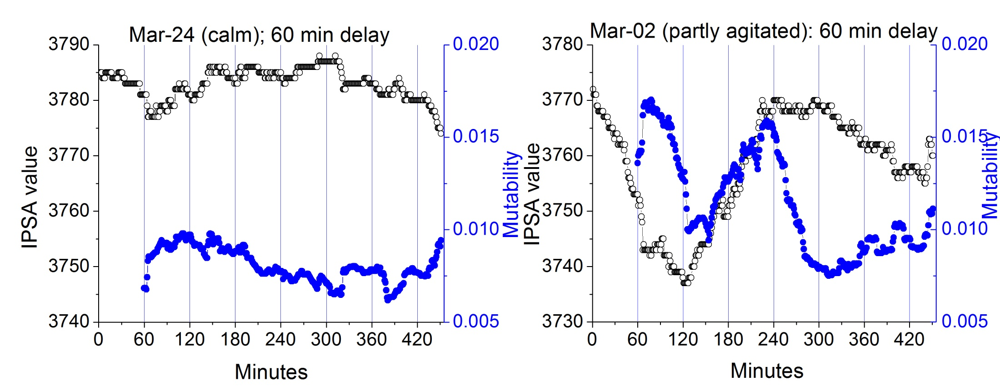 Mar-24 (calm); 60 min delay
3790
3780
3770
3760
3750
3740
IPSA value
0 60 120 180 240 300 360 420
Minutes
0.020
0.015
0.010
0.005
Mutability
Mar-02 (partly agitated): 60 min delay
3780
3770
3760
3750
3740
3730
IPSA value
0 60 120 180 240 300 360 420
Minutes
0.020
0.015
0.010
0.005
Mutability